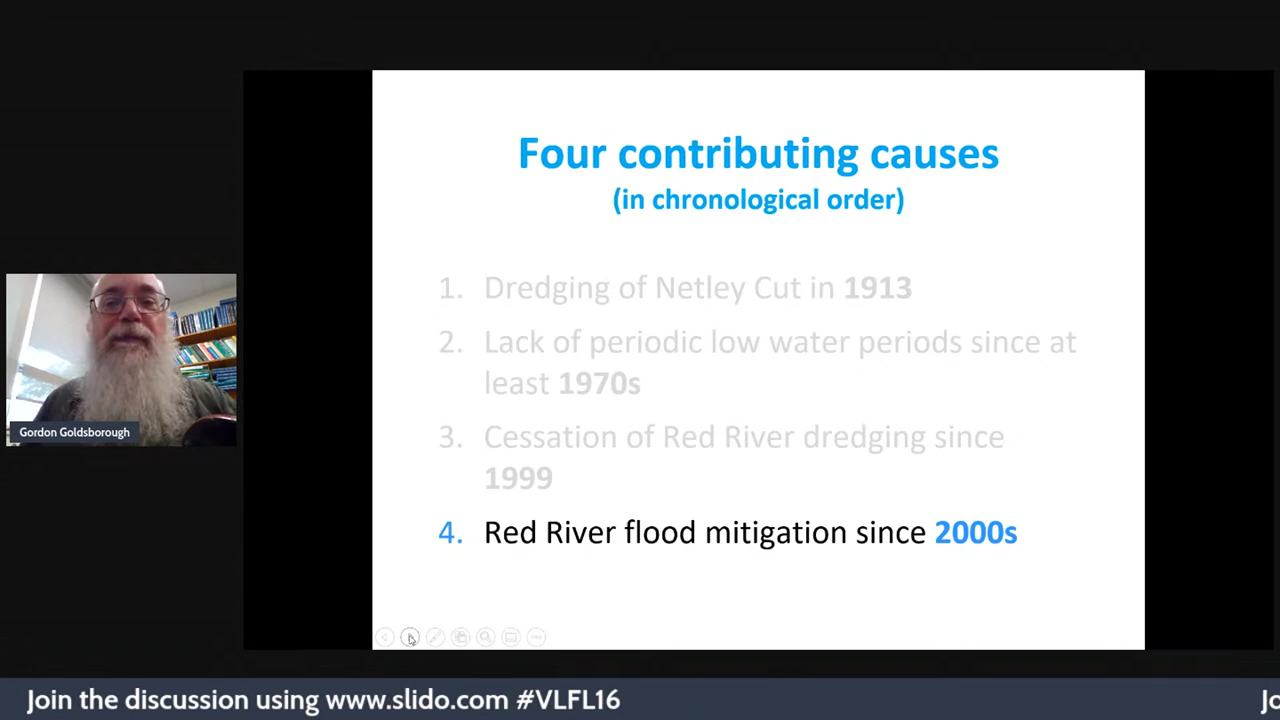 Four contributing causes
(in chronological order)
1. Dredging of Netley Cut in 1913
2. Lack of periodic low water periods since at
least 1970s
3. Cessation of Red River dredging since
1999
4. Red River flood mitigation since 2000s
Gordon Goldsborough
Join the discussion using www.slido.com #VLFL16
Jo